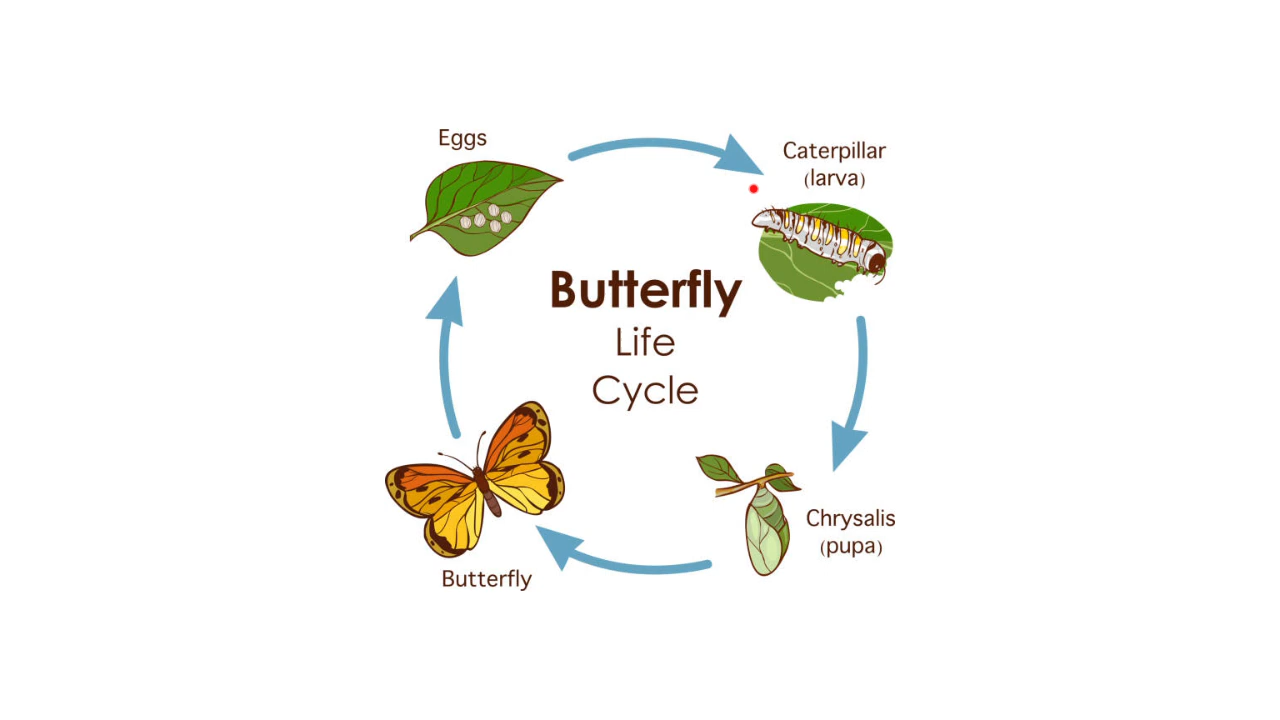 Eggs
Caterpillar
(larva)
Butterfly
Life
Cycle
Chrysalis
(pupa)
Butterfly